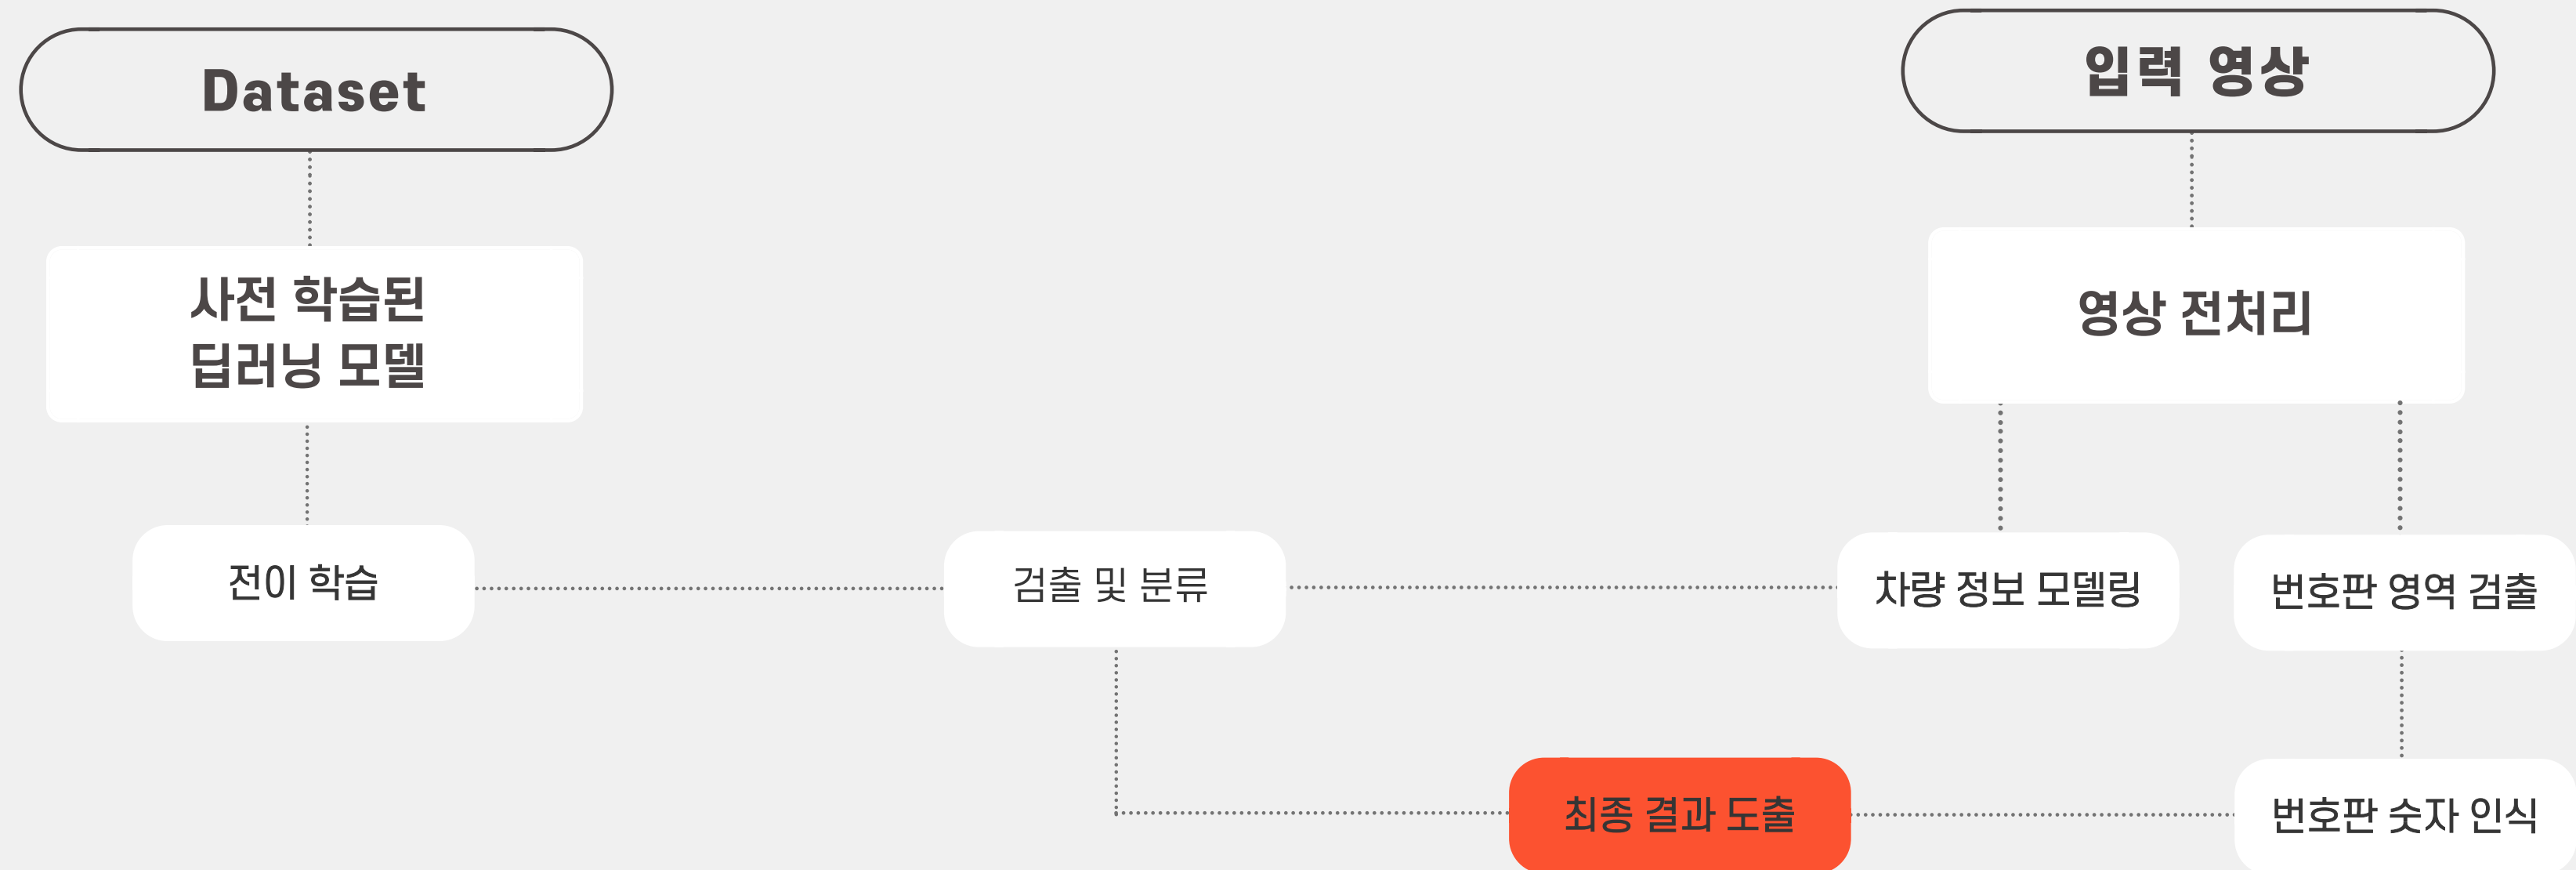 Dataset
입력 영상
사전 학습된
딥러닝 모델
영상 전처리
전이 학습
검출 및 분류
차량 정보 모델링
번호판 영역 검출
최종 결과 도출
번호판 숫자 인식